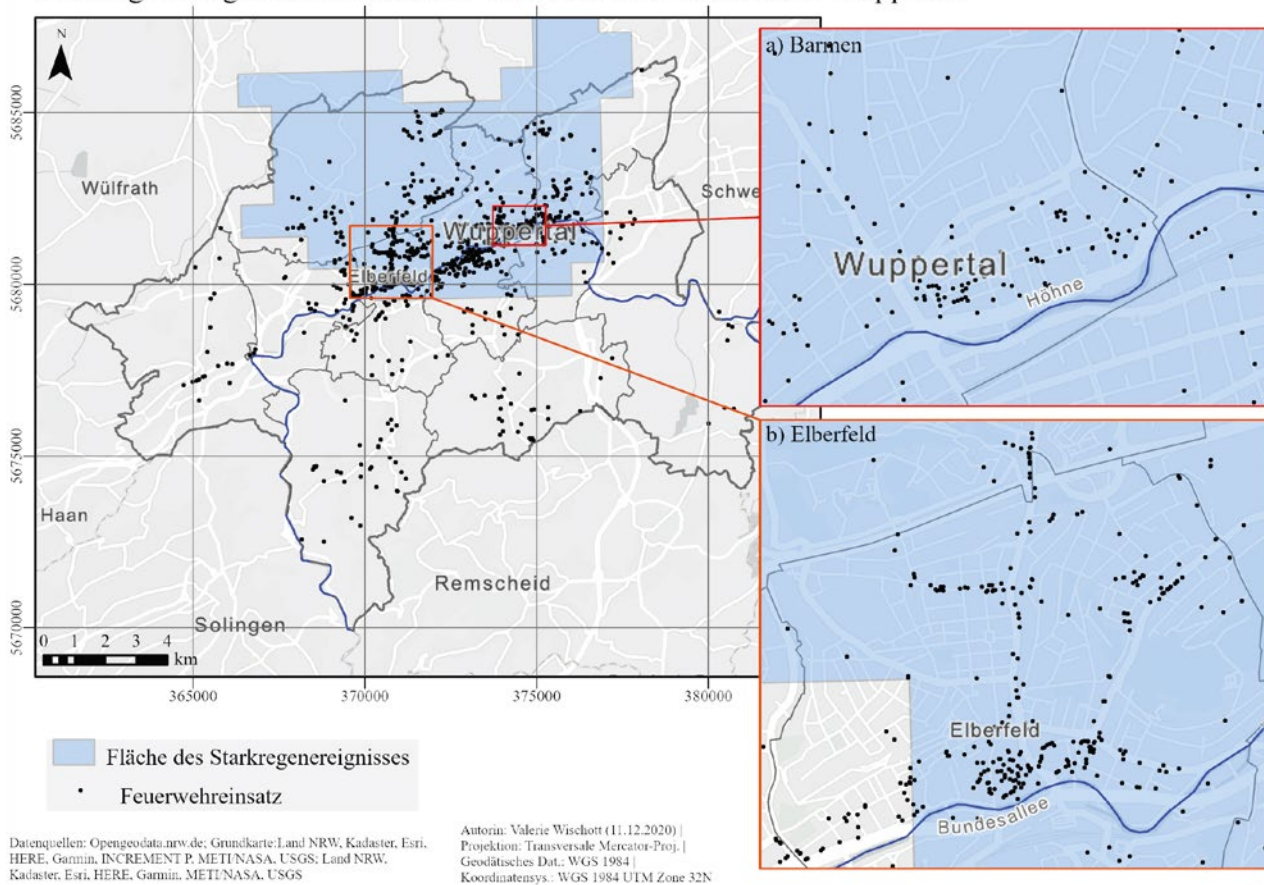 N
5685000
5680000
5675000
5670000
Wülfrath
Schwe
Wuppertal
Elberfeld
Haan
Remscheid
Solingen
0 1 2 3 4
km
365000 370000 375000 380000
a) Barmen
Wuppertal
Höhne
b) Elberfeld
Elberfeld
Bundesallee
Fläche des Starkregenereignisses
Feuerwehreinsatz
Datenquellen: Opengeodata.nrw.de; Grundkarte:Land NRW, Kadaster, Esri,
HERE, Garmin, INCREMENT P, METI/NASA, USGS; Land NRW,
Kadaster, Esri, HERE, Garmin, METI/NASA, USGS
Autorin: Valerie Wischott (11.12.2020) |
Projektion: Transversale Mercator-Proj. |
Geodätisches Dat.: WGS 1984 |
Koordinatensys.: WGS 1984 UTM Zone 32N